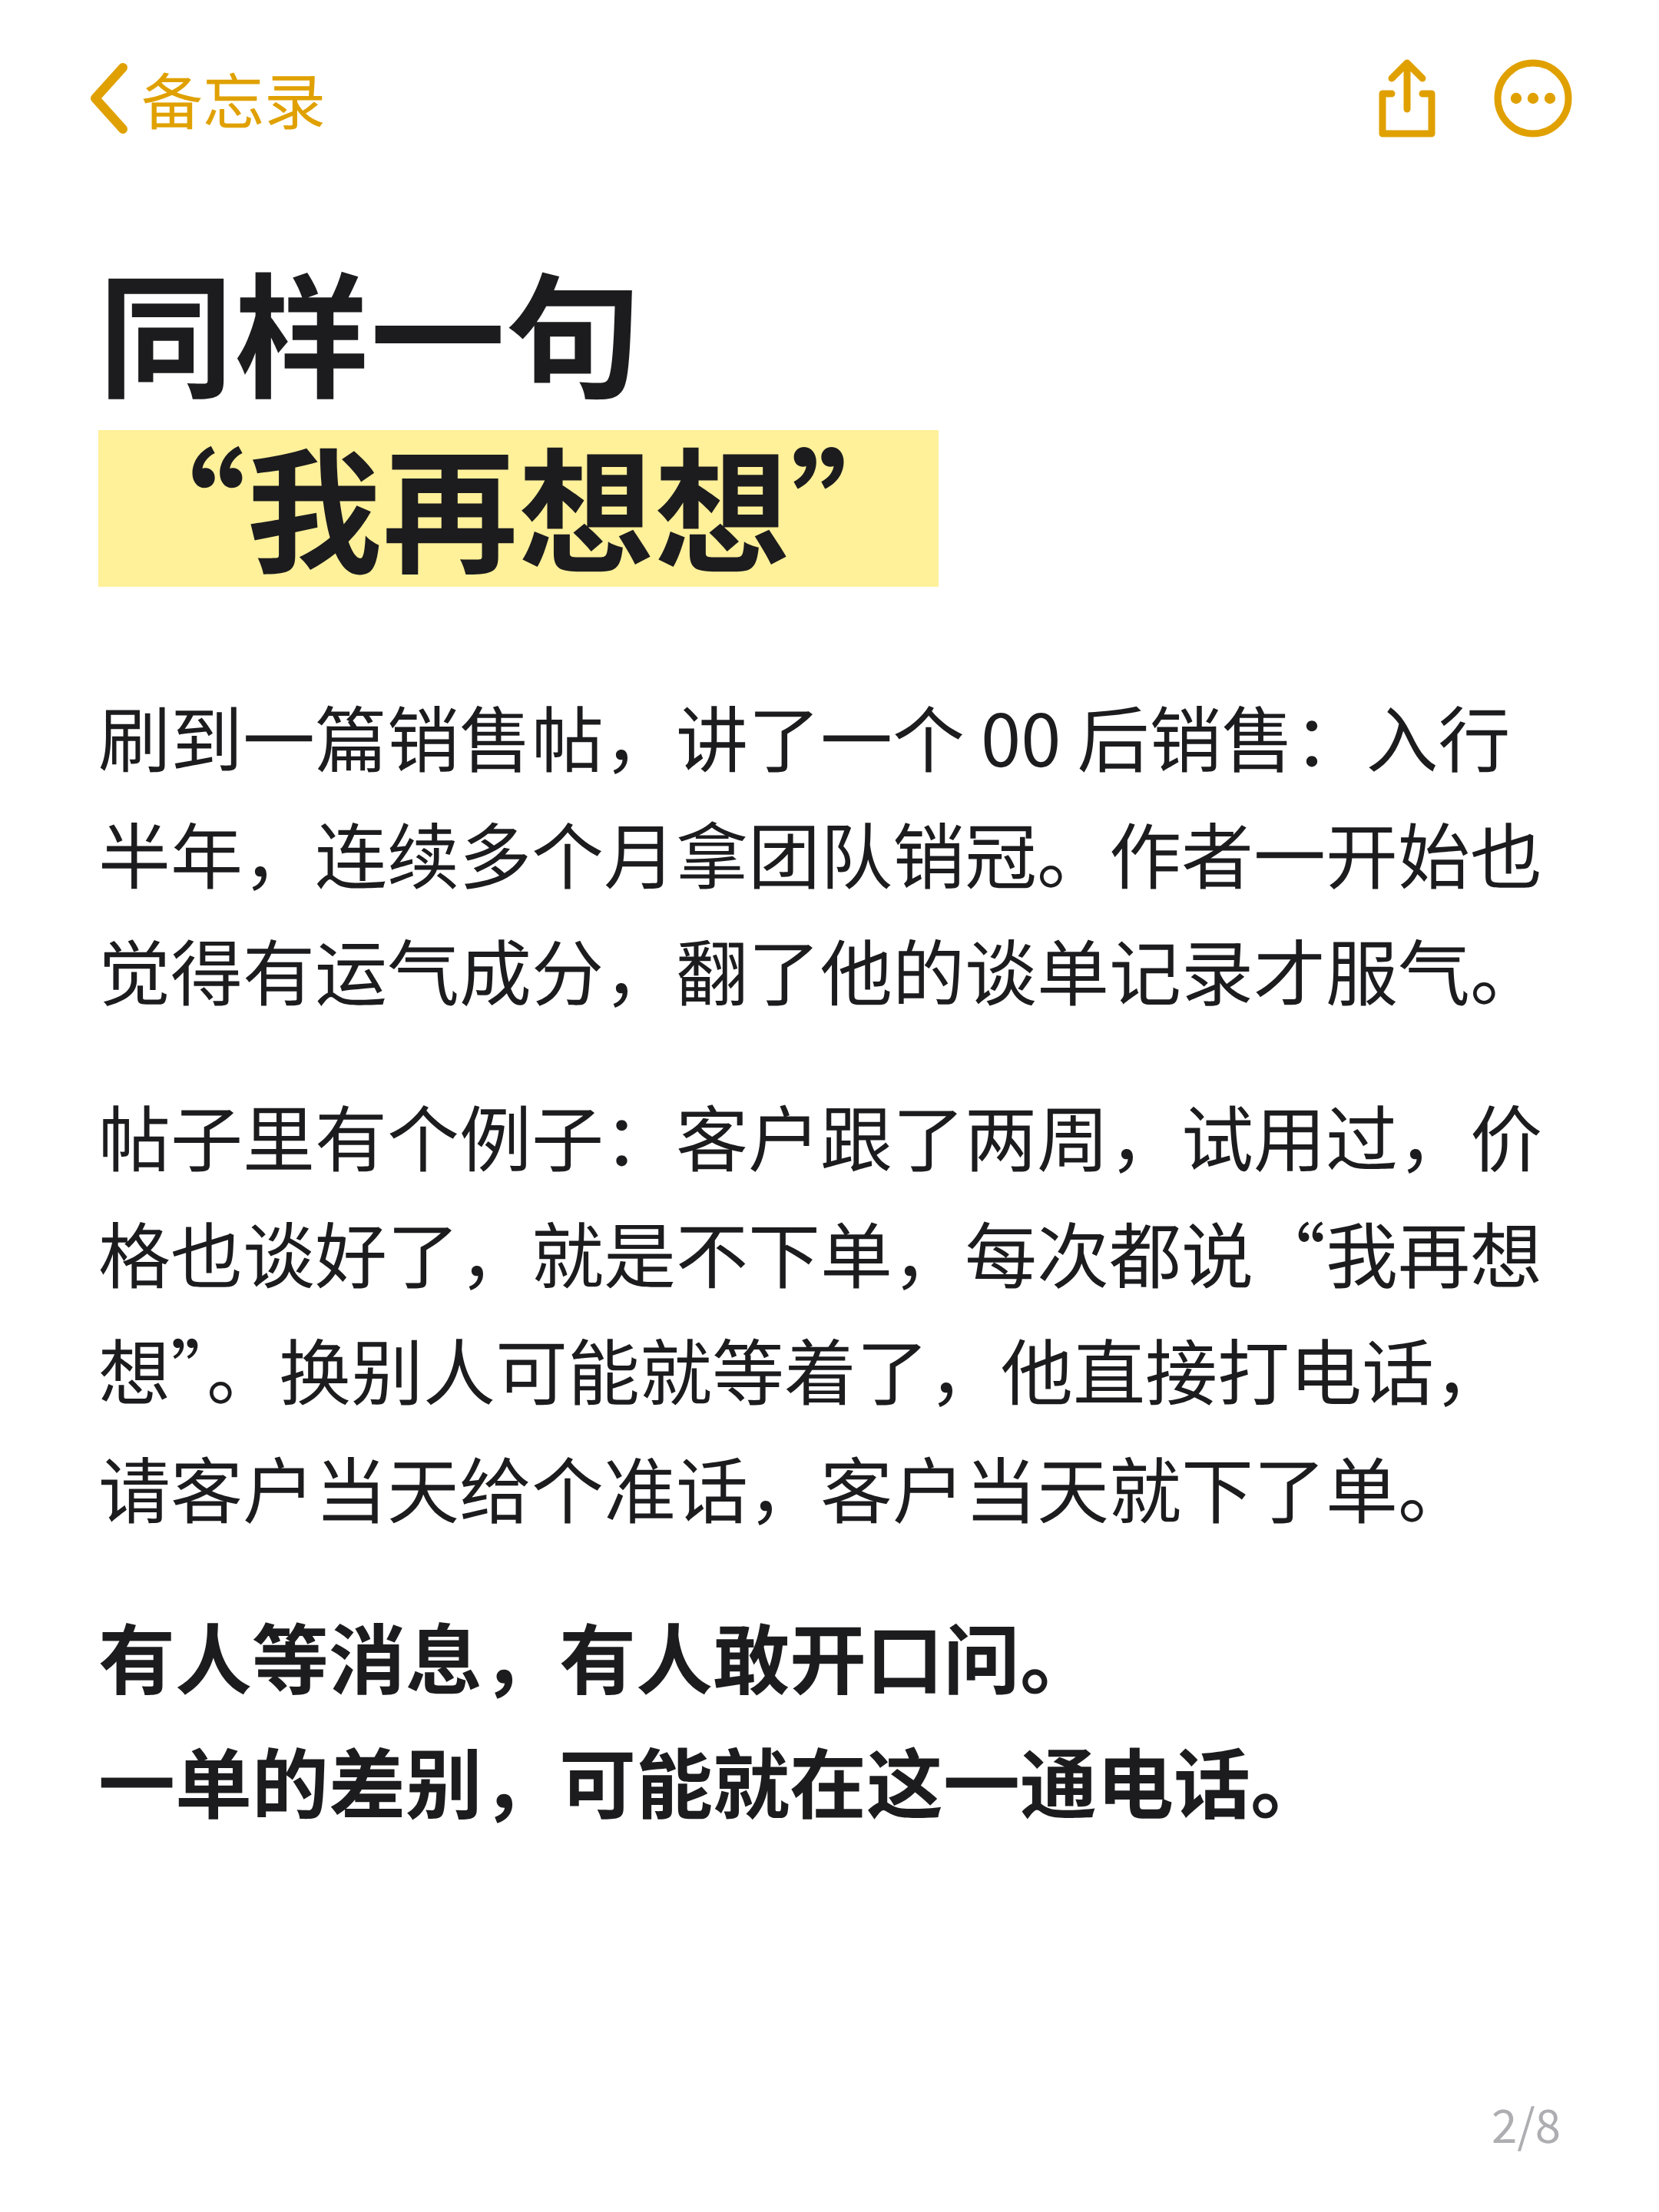 备忘录
同样一句
“我再想想”
刷到一篇销售帖，讲了一个 00 后销售：入行
半年，连续多个月拿团队销冠。作者一开始也
觉得有运气成分，翻了他的谈单记录才服气。
帖子里有个例子：客户跟了两周，试用过，价
格也谈好了，就是不下单，每次都说“我再想
想”。换别人可能就等着了，他直接打电话，
请客户当天给个准话，客户当天就下了单。
有人等消息，有人敢开口问。
一单的差别，可能就在这一通电话。
2/8